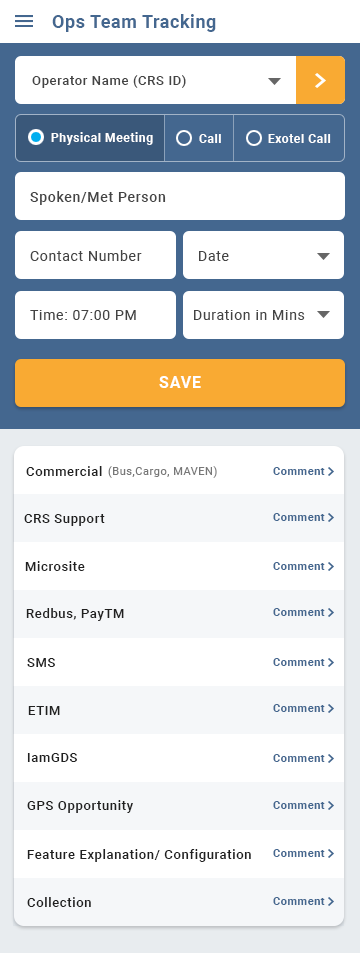 Ops Team Tracking
Operator Name (CRS ID)
Physical Meeting Call Exotel Call
Spoken/Met Person
Contact Number Date
Time: 07:00 PM Duration in Mins
SAVE
Commercial (Bus,Cargo, MAVEN) Comment
CRS Support Comment
Microsite Comment
Redbus, PayTM Comment
SMS Comment
ETIM Comment
IamGDS Comment
GPS Opportunity Comment
Feature Explanation/ Configuration Comment
Collection Comment